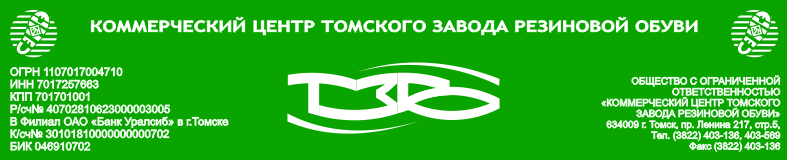 КОММЕРЧЕСКИЙ ЦЕНТР ТОМСКОГО ЗАВОДА РЕЗИНОВОЙ ОБУВИ
ОГРН 1107017004710
ИНН 7017257663
КПП 701701001
Р/сч№ 40702810623000003005
В Филиал ОАО «Банк Уралсиб» в г.Томске
К/сч№ 30101810000000000702
БИК 046910702
ТЗРО
ОБЩЕСТВО С ОГРАНИЧЕННОЙ
ОТВЕТСТВЕННОСТЬЮ
«КОММЕРЧЕСКИЙ ЦЕНТР ТОМСКОГО
ЗАВОДА РЕЗИНОВОЙ ОБУВИ»
634009 г. Томск, пр. Ленина 217, стр.5,
Тел. (3822) 403-136, 403-569
Факс (3822) 403-136